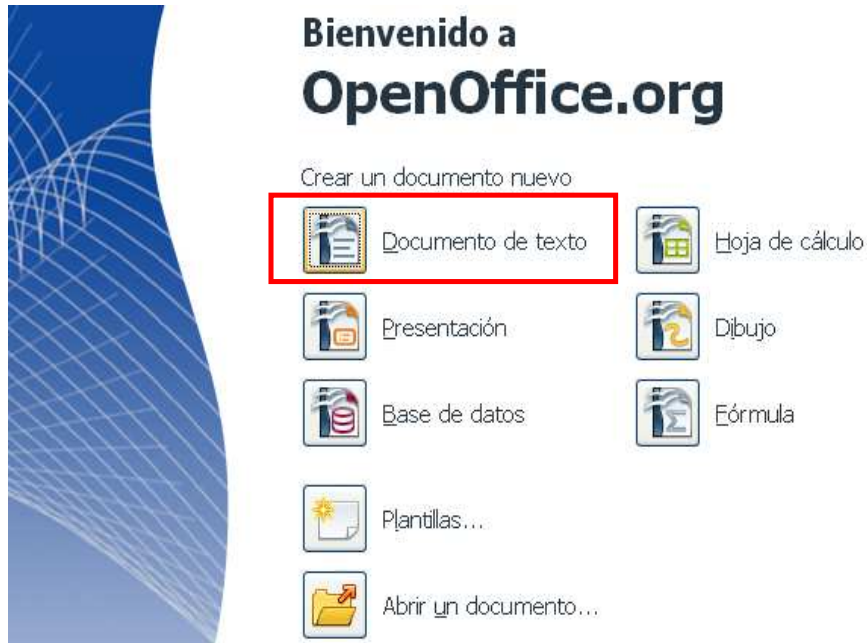 Bienvenido a
OpenOffice.org
Crear un documento nuevo
Documento de texto
Hoja de cálculo
Presentación
Dibujo
Base de datos
Fórmula
Plantillas...
Abrir un documento...